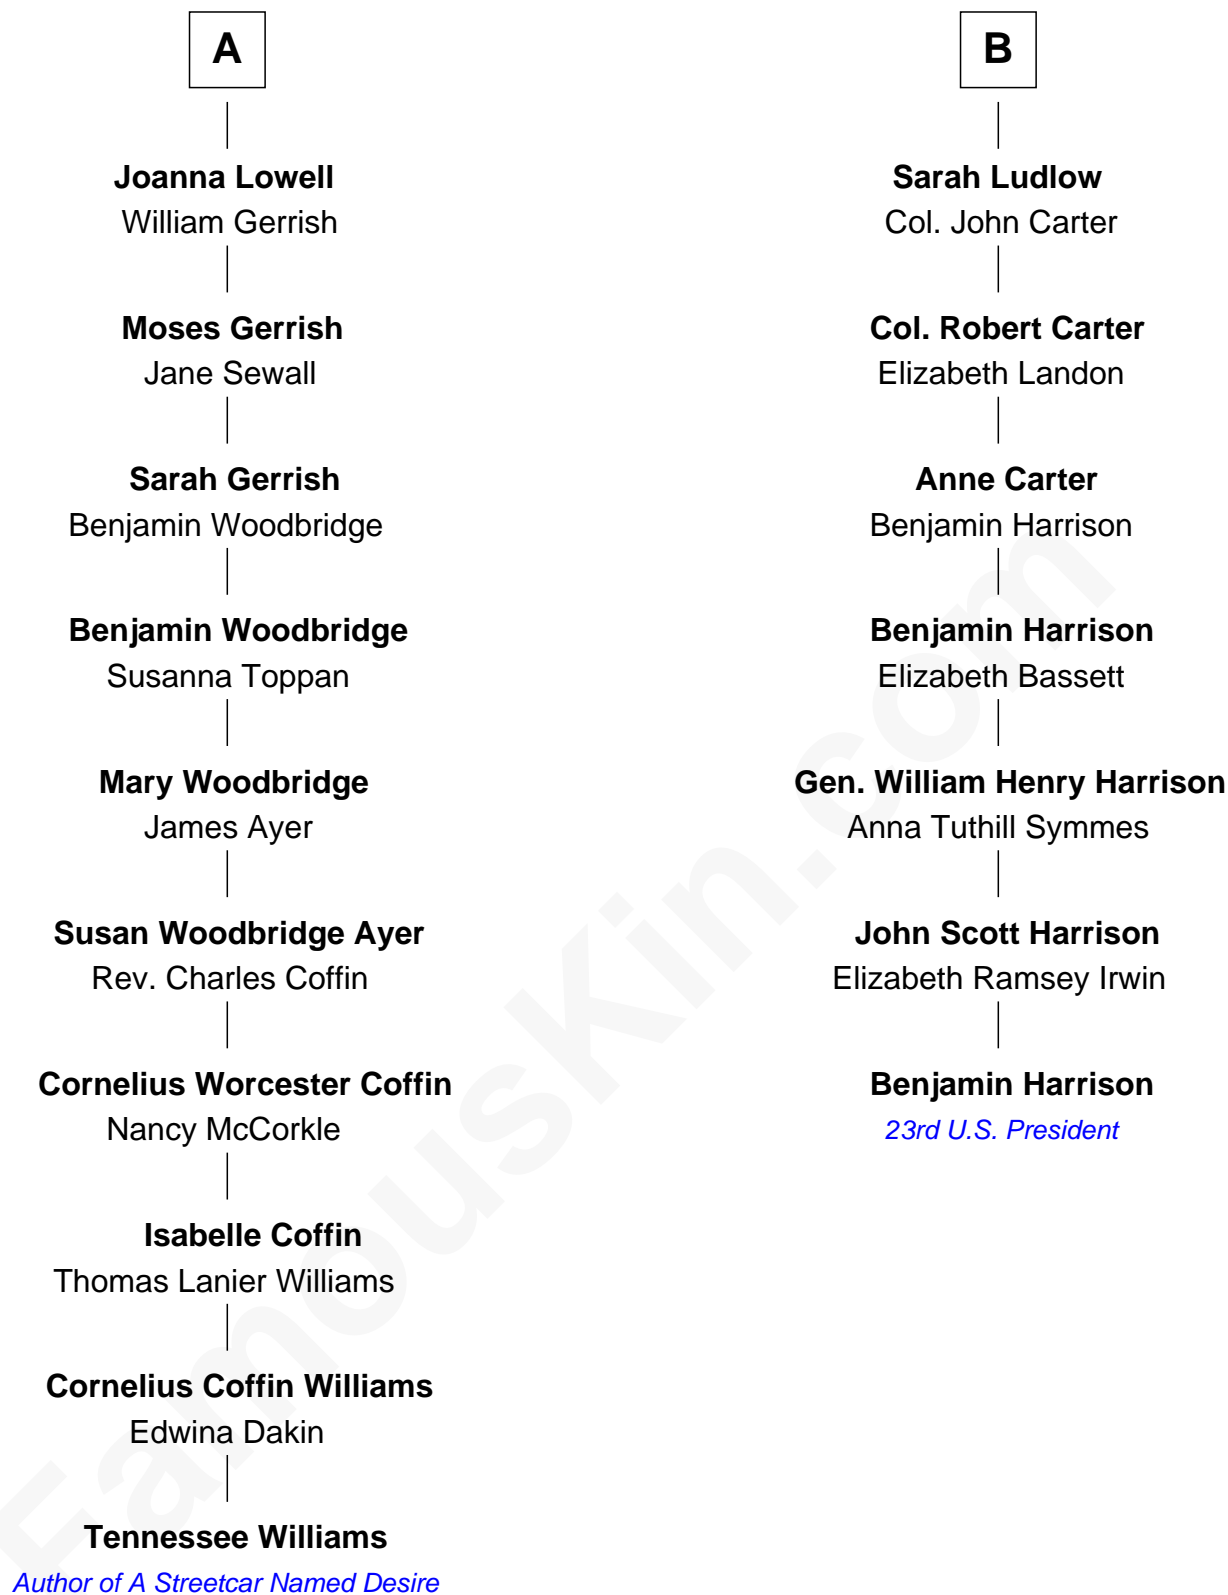 A
Joanna Lowell
William Gerrish
Moses Gerrish
Jane Sewall
Sarah Gerrish
Benjamin Woodbridge
Benjamin Woodbridge
Susanna Toppan
Mary Woodbridge
James Ayer
Susan Woodbridge Ayer
Rev. Charles Coffin
Cornelius Worcester Coffin
Nancy McCorkle
Isabelle Coffin
Thomas Lanier Williams
Cornelius Coffin Williams
Edwina Dakin
Tennessee Williams
Author of A Streetcar Named Desire
B
Sarah Ludlow
Col. John Carter
Col. Robert Carter
Elizabeth Landon
Anne Carter
Benjamin Harrison
Benjamin Harrison
Elizabeth Bassett
Gen. William Henry Harrison
Anna Tuthill Symmes
John Scott Harrison
Elizabeth Ramsey Irwin
Benjamin Harrison
23rd U.S. President
FamousKin.com